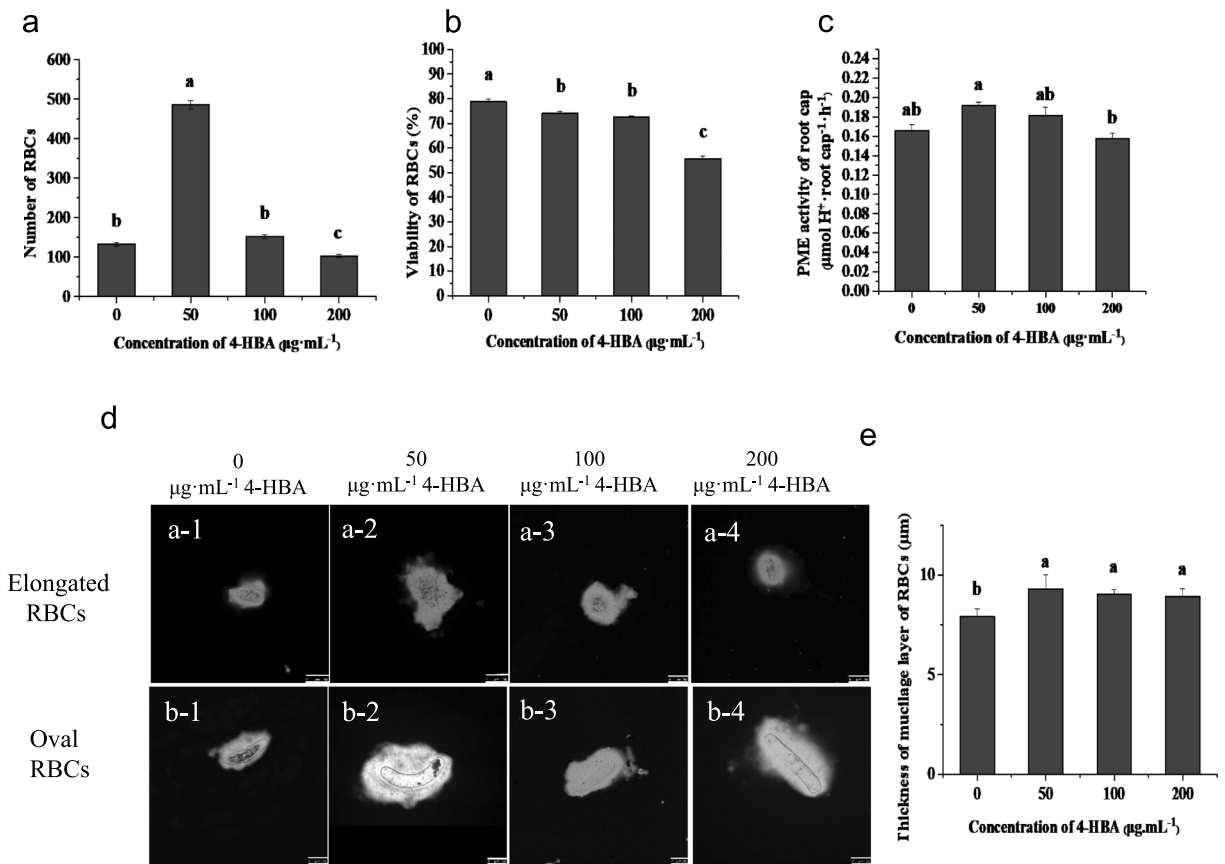 a
600
500
400
300
200
100
0
Number of RBCs
b
a
b
c
0 50 100 200
Concentration of 4-HBA (μg·mL⁻¹)
b
100
90
80
70
60
50
40
30
20
10
0
Viability of RBCs (%)
a
b
b
c
0 50 100 200
Concentration of 4-HBA (μg·mL⁻¹)
c
0.24
0.22
0.20
0.18
0.16
0.14
0.12
0.10
0.08
0.06
0.04
0.02
0.00
PME activity of root cap
(μmol H⁺·root cap⁻¹·h⁻¹)
ab
a
ab
b
0 50 100 200
Concentration of 4-HBA (μg·mL⁻¹)
d
0 50 100 200
μg·mL⁻¹ 4-HBA μg·mL⁻¹ 4-HBA μg·mL⁻¹ 4-HBA μg·mL⁻¹ 4-HBA
Elongated
RBCs
a-1 a-2 a-3 a-4
Oval
RBCs
b-1 b-2 b-3 b-4
e
10
5
0
Thickness of mucilage layer of RBCs (μm)
b
a
a
a
0 50 100 200
Concentration of 4-HBA (μg.mL⁻¹)